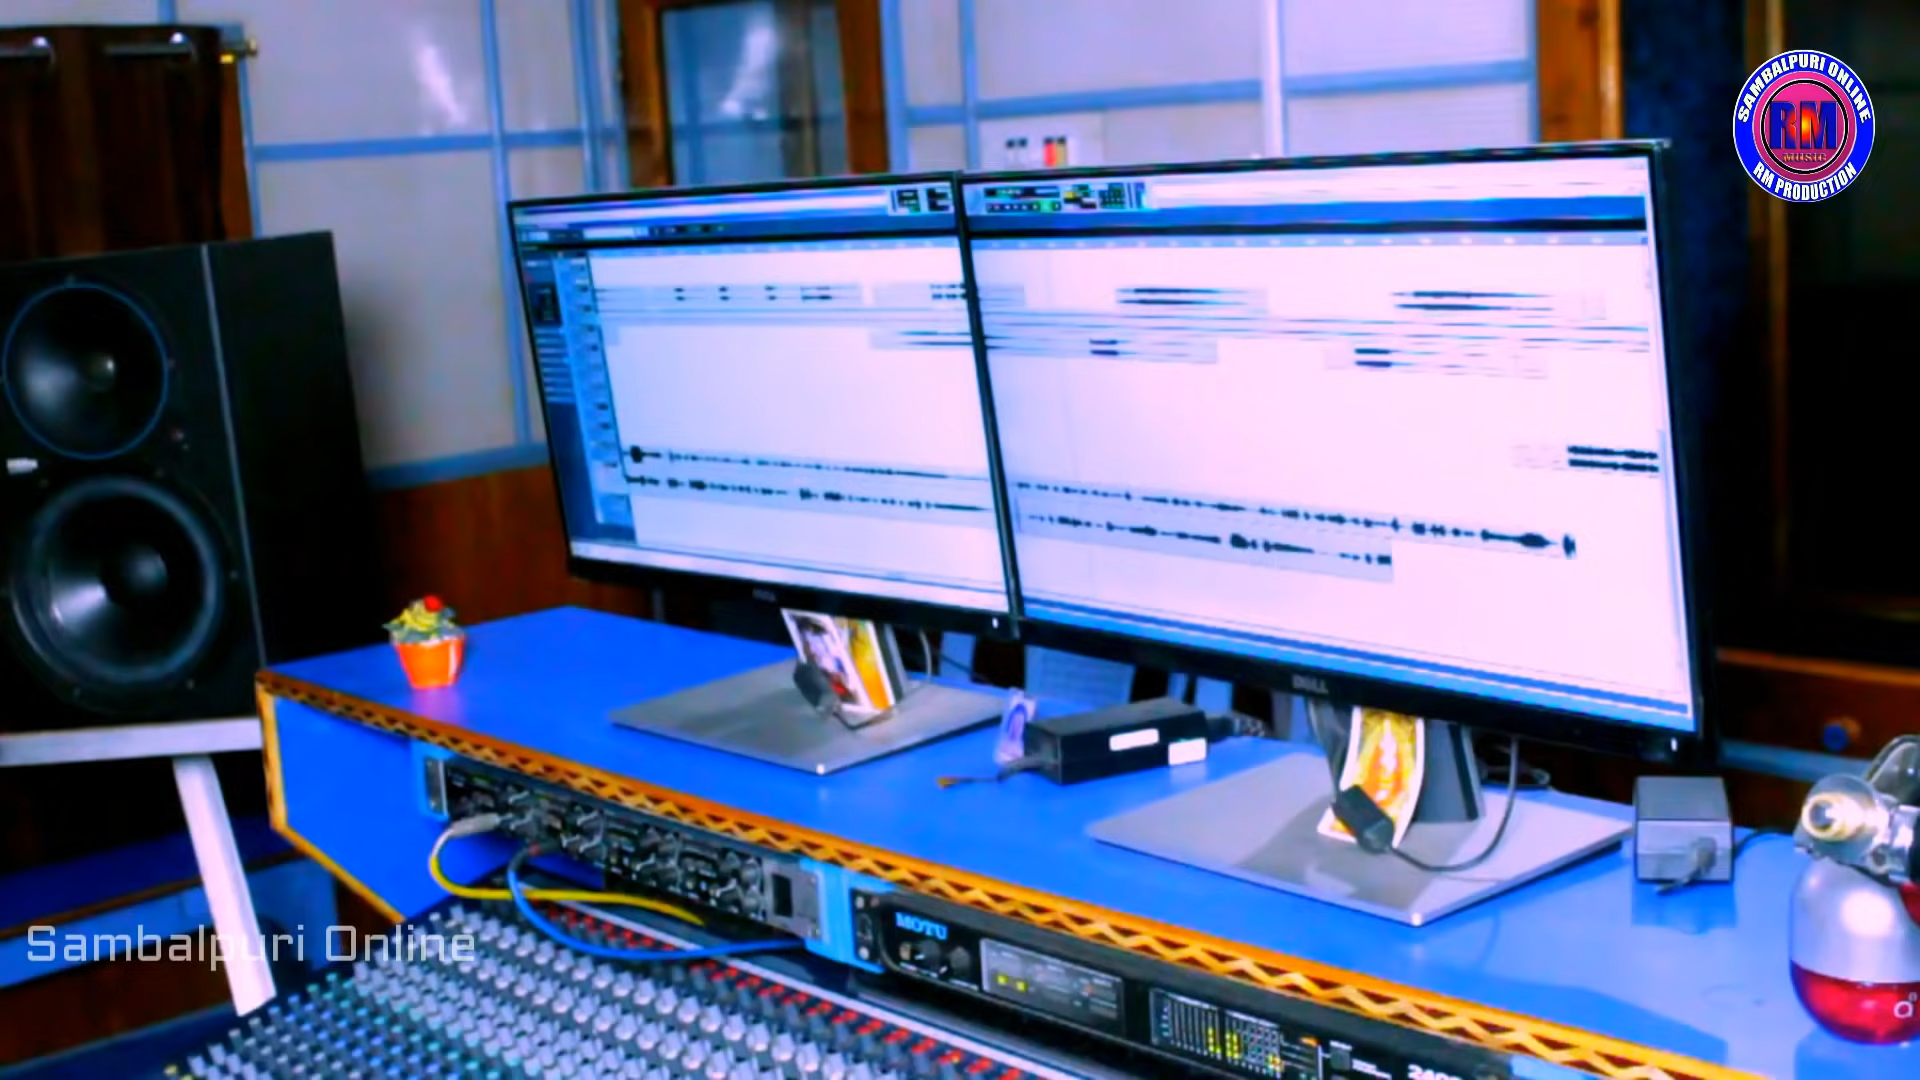 SAMBALPURI ONLINE
RM
MUSIC
RM PRODUCTION
DELL
Sambalpuri Online
MOTU